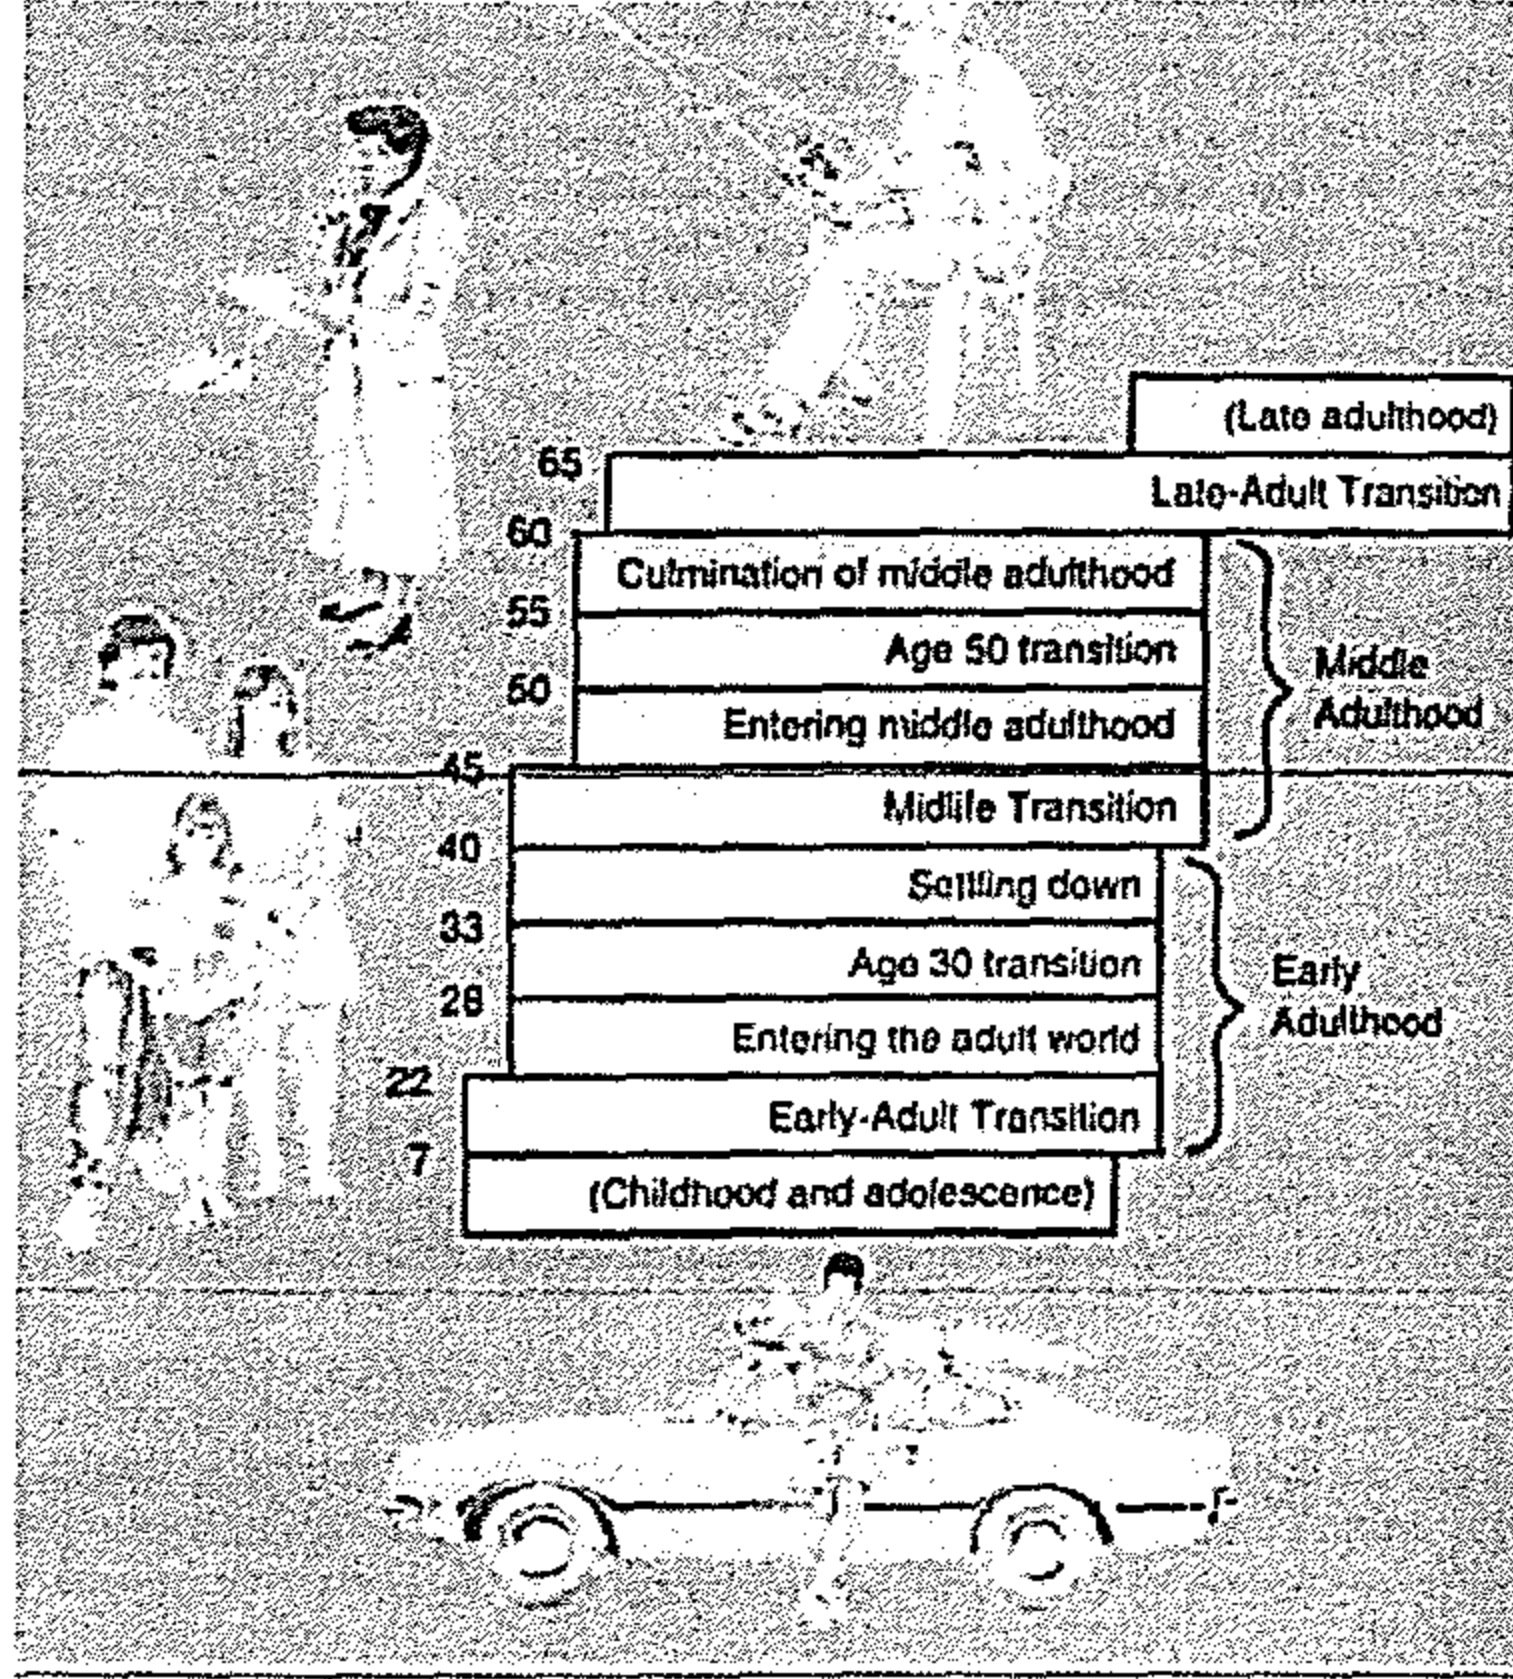 (Late adulthood)
65
Late-Adult Transition
60
Culmination of middle adulthood
55
Age 50 transition
Middle
Adulthood
50
Entering middle adulthood
45
Midlife Transition
40
Settling down
33
Age 30 transition
Early
Adulthood
28
Entering the adult world
22
Early-Adult Transition
7
(Childhood and adolescence)